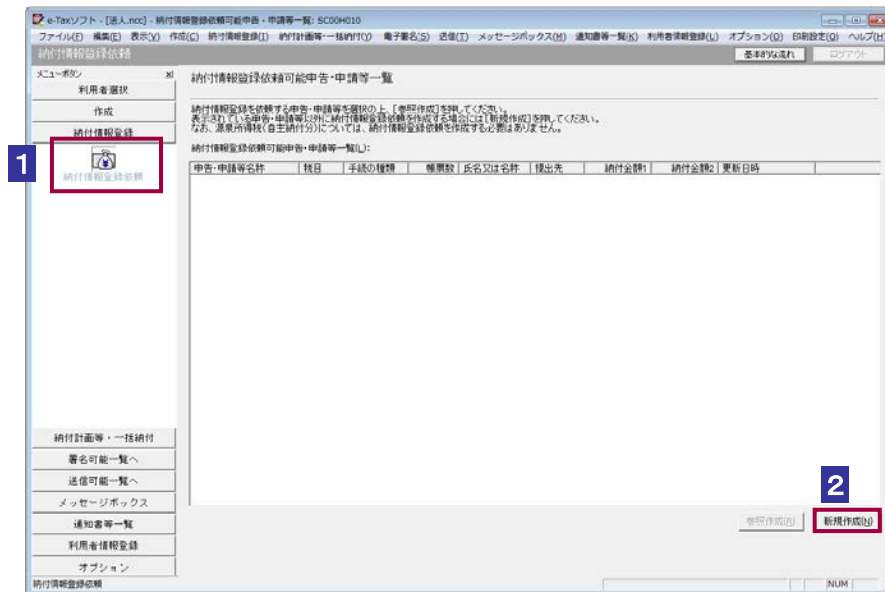 e-Taxソフト - [法人.ncc] - 納付情報登録依頼可能申告・申請等一覧: SC00H010
ファイル(F) 編集(E) 表示(V) 作成(C) 納付情報登録(I) 納付計画等・一括納付(Y) 電子署名(S) 送信(T) メッセージボックス(M) 通知書等一覧(K) 利用者情報登録(L) オプション(O) 印刷設定(Q) ヘルプ(H)
納付情報登録依頼
基本的な流れ ログアウト
メニューボタン ×
利用者選択
作成
納付情報登録
1
納付情報登録依頼
納付計画等・一括納付
署名可能一覧へ
送信可能一覧へ
メッセージボックス
通知書等一覧
利用者情報登録
オプション
納付情報登録依頼可能申告・申請等一覧
納付情報登録を依頼する申告・申請等を選択の上、[参照作成]を押してください。
表示されている申告・申請等以外に納付情報登録依頼を作成する場合には[新規作成]を押してください。
なお、源泉所得税(自主納付分)については、納付情報登録依頼を作成する必要はありません。
納付情報登録依頼可能申告・申請等一覧(L):
申告・申請等名称 税目 手続の種類 帳票数 氏名又は名称 提出先 納付金額1 納付金額2 更新日時
2
参照作成(R) 新規作成(N)
納付情報登録依頼
NUM